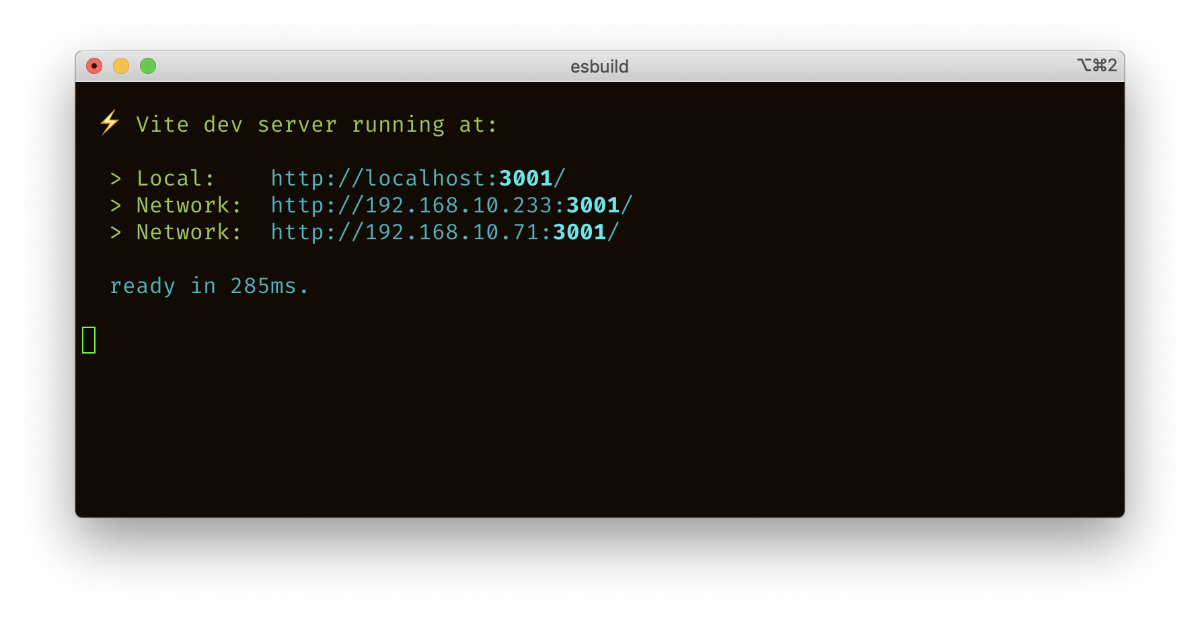 esbuild ⌥⌘2
⚡ Vite dev server running at:
> Local: http://localhost:3001/
> Network: http://192.168.10.233:3001/
> Network: http://192.168.10.71:3001/
ready in 285ms.